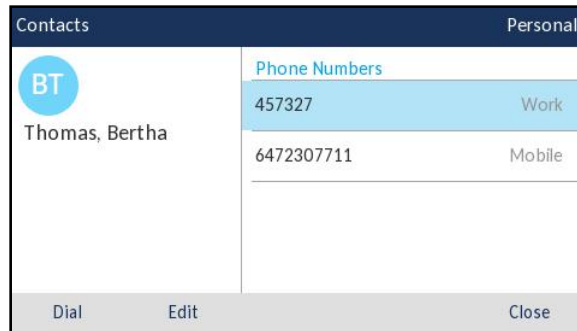 Contacts Personal
BT
Thomas, Bertha
Phone Numbers
457327 Work
6472307711 Mobile
Dial Edit Close